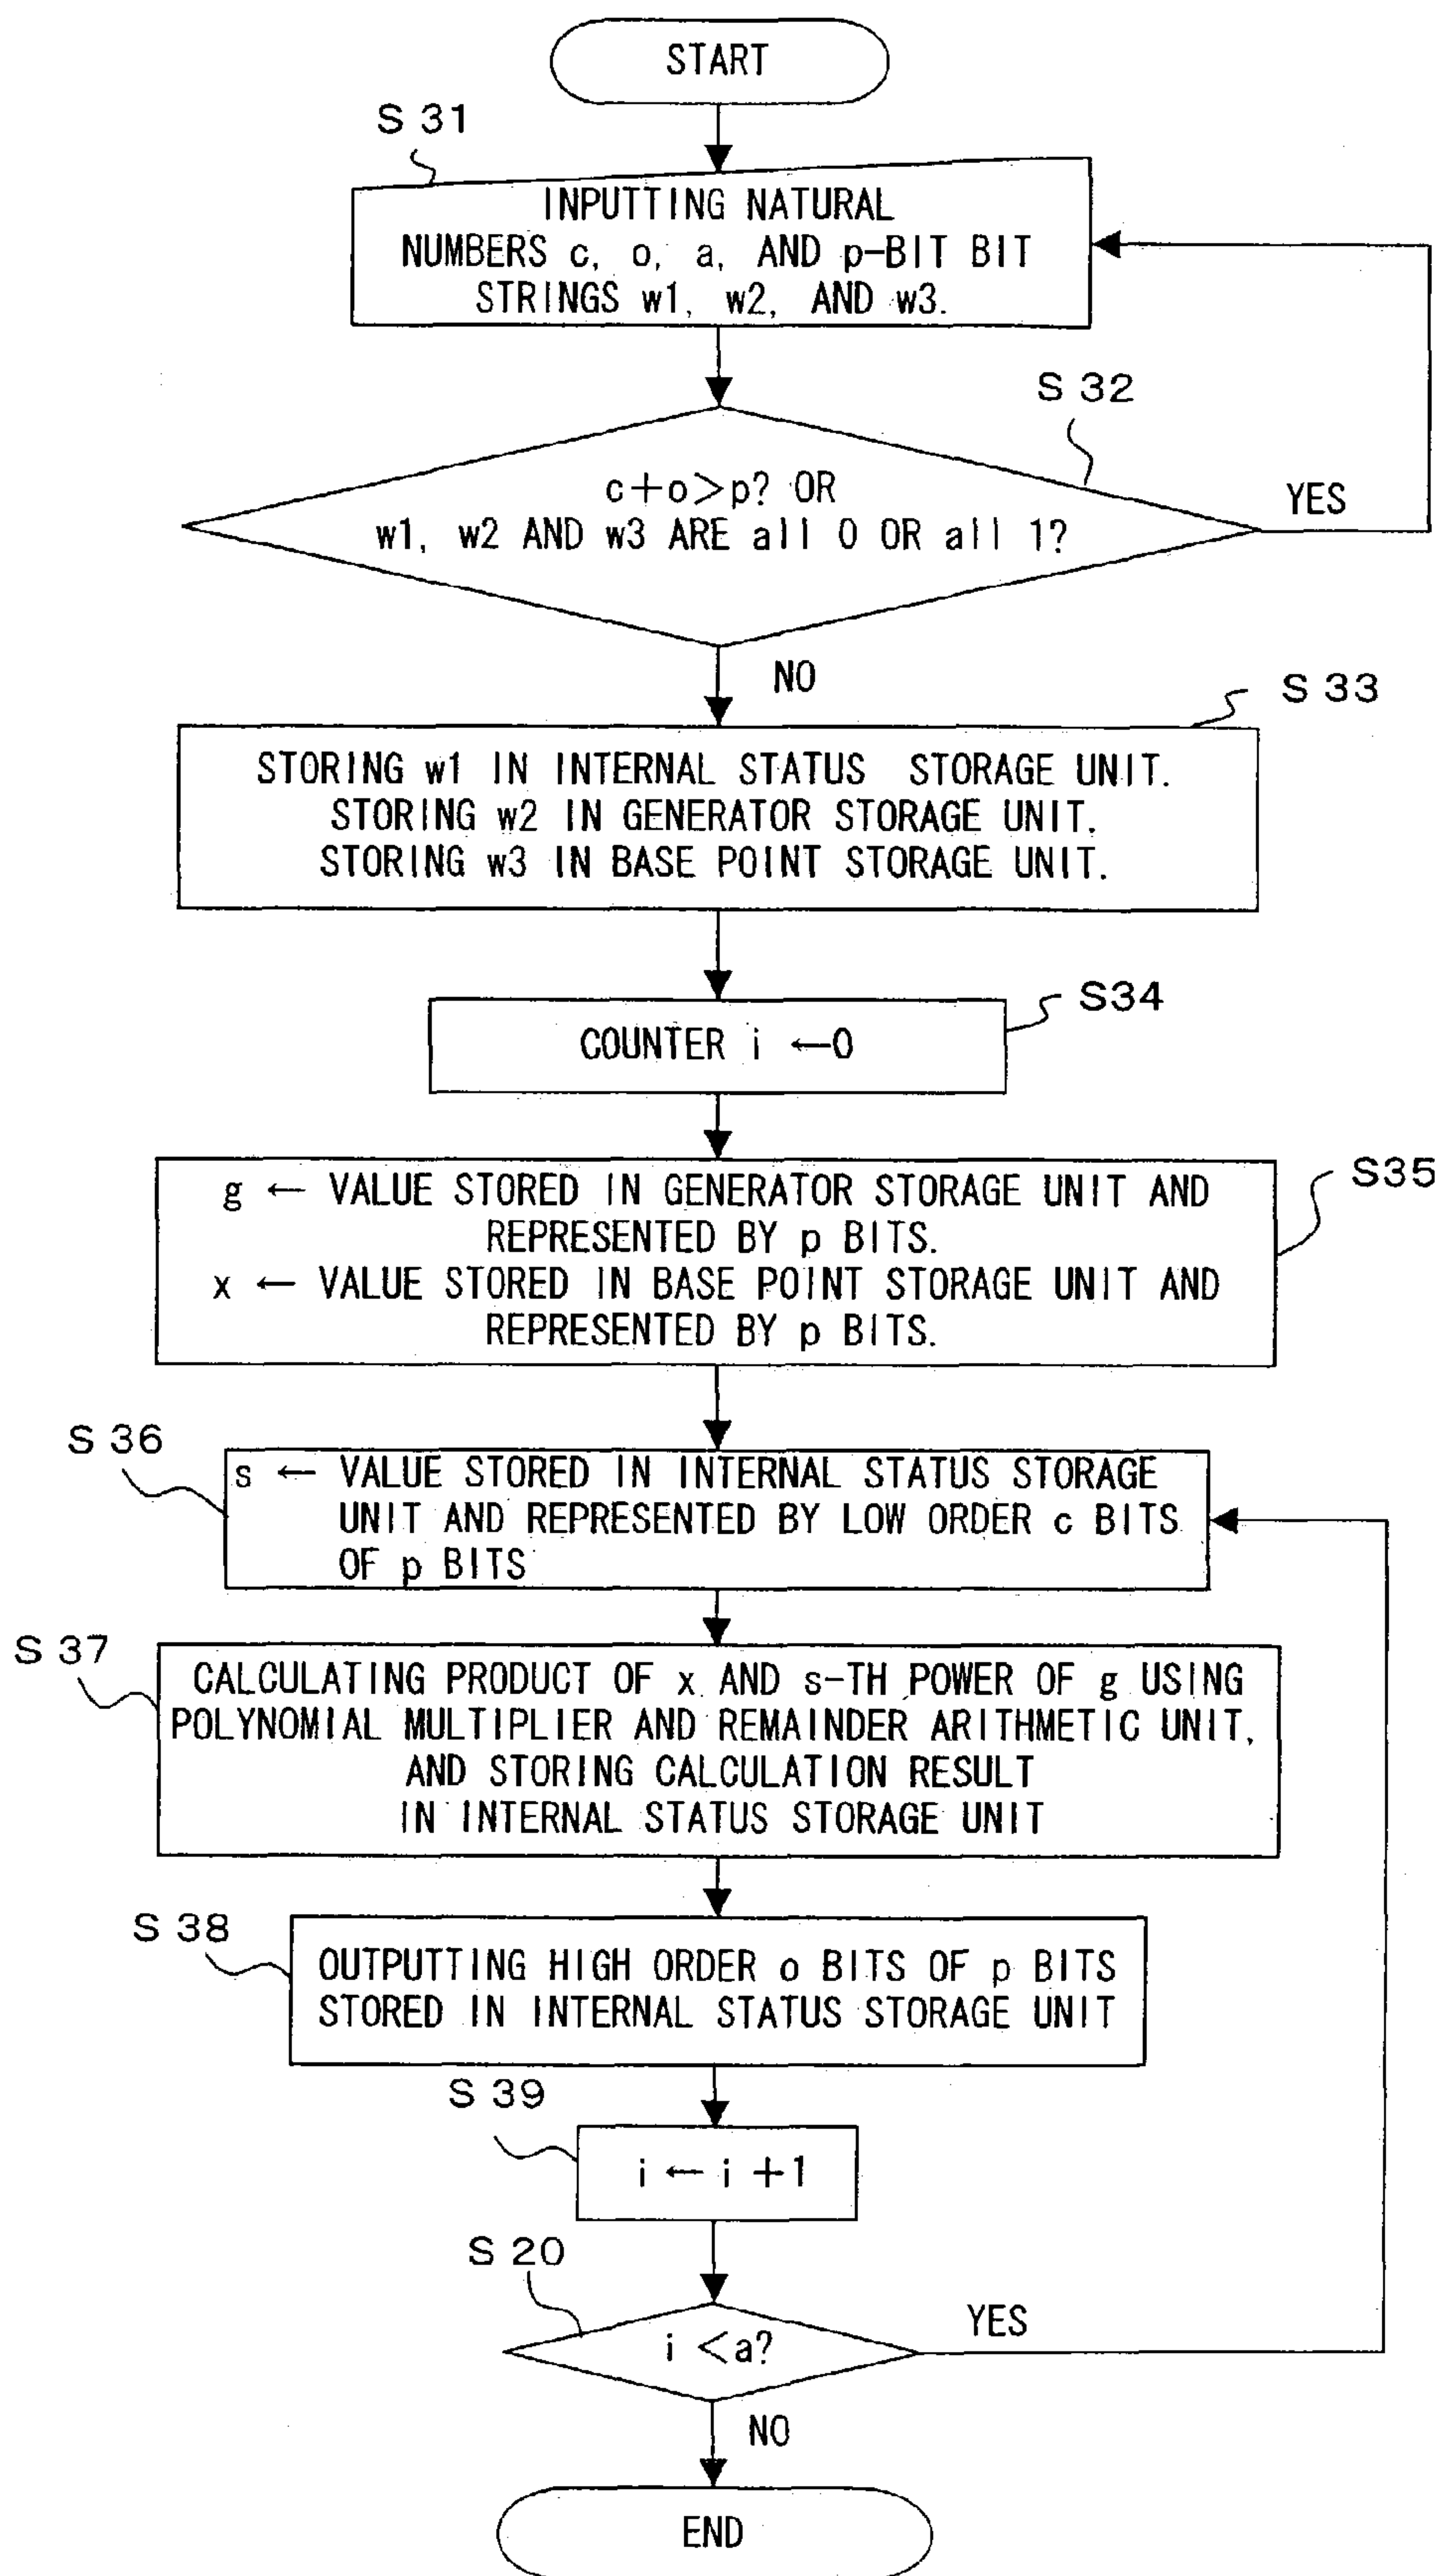 START
S 31
INPUTTING NATURAL
NUMBERS c, o, a, AND p-BIT BIT
STRINGS w1, w2, AND w3.
S 32
c+o>p? OR
w1, w2 AND w3 ARE all 0 OR all 1?
YES
NO
S 33
STORING w1 IN INTERNAL STATUS STORAGE UNIT.
STORING w2 IN GENERATOR STORAGE UNIT.
STORING w3 IN BASE POINT STORAGE UNIT.
S34
COUNTER i ←0
S35
g ← VALUE STORED IN GENERATOR STORAGE UNIT AND
REPRESENTED BY p BITS.
x ← VALUE STORED IN BASE POINT STORAGE UNIT AND
REPRESENTED BY p BITS.
S 36
s ← VALUE STORED IN INTERNAL STATUS STORAGE
UNIT AND REPRESENTED BY LOW ORDER c BITS
OF p BITS
S 37
CALCULATING PRODUCT OF x AND s-TH POWER OF g USING
POLYNOMIAL MULTIPLIER AND REMAINDER ARITHMETIC UNIT,
AND STORING CALCULATION RESULT
IN INTERNAL STATUS STORAGE UNIT
S 38
OUTPUTTING HIGH ORDER o BITS OF p BITS
STORED IN INTERNAL STATUS STORAGE UNIT
S 39
i ← i +1
S 20
i <a?
YES
NO
END